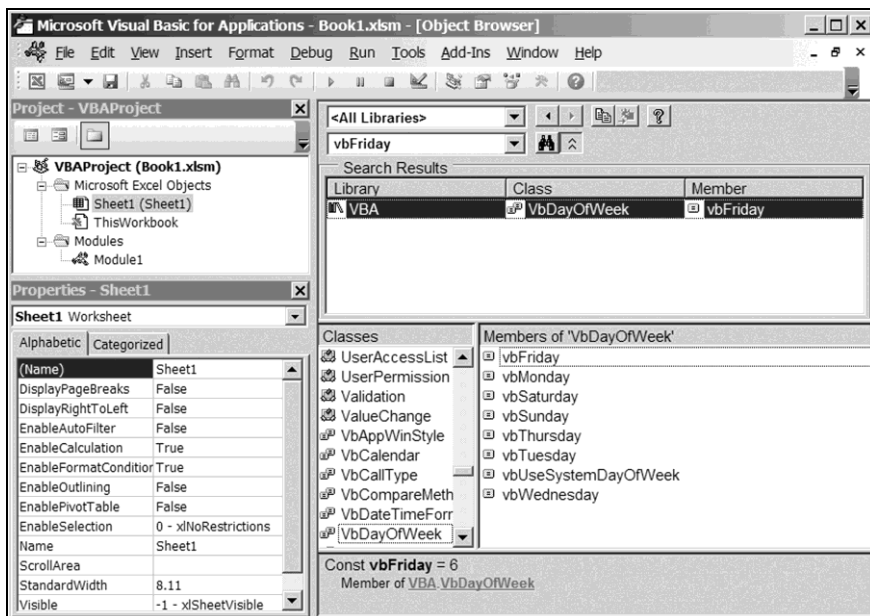 Microsoft Visual Basic for Applications - Book1.xlsm - [Object Browser]
File Edit View Insert Format Debug Run Tools Add-Ins Window Help
Project - VBAProject
VBAProject (Book1.xlsm)
Microsoft Excel Objects
Sheet1 (Sheet1)
ThisWorkbook
Modules
Module1
Properties - Sheet1
Sheet1 Worksheet
Alphabetic Categorized
(Name) Sheet1
DisplayPageBreaks False
DisplayRightToLeft False
EnableAutoFilter False
EnableCalculation True
EnableFormatCondition True
EnableOutlining False
EnablePivotTable False
EnableSelection 0 - xlNoRestrictions
Name Sheet1
ScrollArea
StandardWidth 8.11
Visible -1 - xlSheetVisible
<All Libraries>
vbFriday
Search Results
Library Class Member
VBA VbDayOfWeek vbFriday
Classes
UserAccessList
UserPermission
Validation
ValueChange
VbAppWinStyle
VbCalendar
VbCallType
VbCompareMeth
VbDateTimeForr
VbDayOfWeek
Members of 'VbDayOfWeek'
vbFriday
vbMonday
vbSaturday
vbSunday
vbThursday
vbTuesday
vbUseSystemDayOfWeek
vbWednesday
Const vbFriday = 6
Member of VBA.VbDayOfWeek